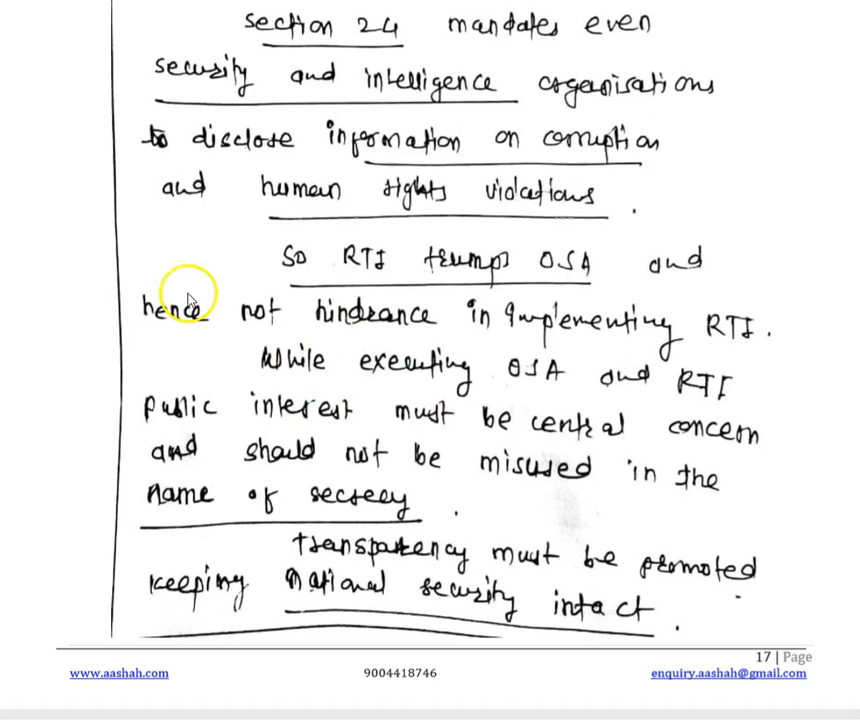 section 24 mandates even
security and intelligence organisations
to disclose information on corruption
and human rights violations.
So RTI trumps OSA and
hence not hindrance in implementing RTI.
While executing OSA and RTI
public interest must be central concern
and should not be misused in the
name of secrecy.
transparency must be promoted
keeping national security intact.
17 | Page
www.aashah.com 9004418746 enquiry.aashah@gmail.com